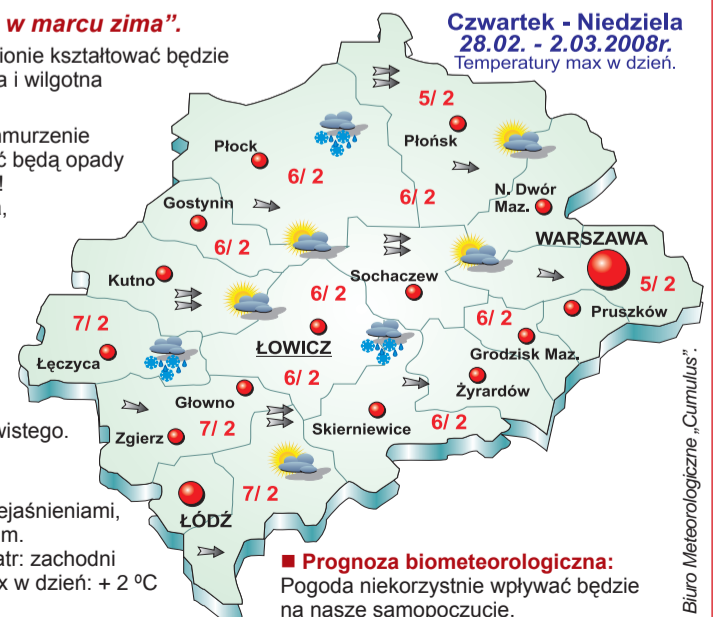 w marcu zima”.
ionie kształtować będzie
a i wilgotna
hmurzenie
ć będą opady
!
,
wistego.
ejaśnieniami,
m.
atr: zachodni
x w dzień: + 2 ºC
Czwartek - Niedziela
28.02. - 2.03.2008r.
Temperatury max w dzień.
5/ 2
Płońsk
Płock
6/ 2
6/ 2
N. Dwór
Maz.
Gostynin
6/ 2
WARSZAWA
5/ 2
Kutno
Sochaczew
6/ 2
Pruszków
7/ 2
ŁOWICZ
6/ 2
Grodzisk Maz.
Łęczyca
6/ 2
Żyrardów
Głowno
6/ 2
Zgierz
7/ 2
Skierniewice
7/ 2
ŁÓDŹ
■ Prognoza biometeorologiczna:
Pogoda niekorzystnie wpływać będzie
na nasze samopoczucie.
Biuro Meteorologiczne „Cumulus”.